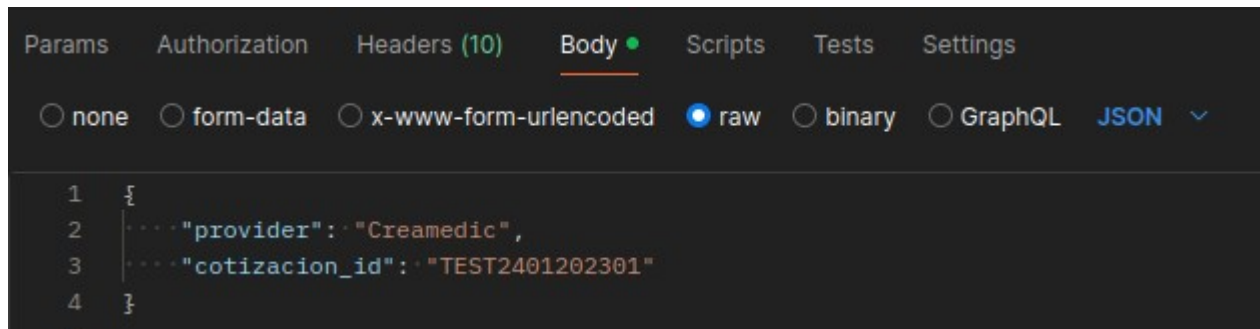 Params Authorization Headers (10) Body Scripts Tests Settings
none form-data x-www-form-urlencoded raw binary GraphQL JSON
1 {
2 "provider": "Creamedic",
3 "cotizacion_id": "TEST2401202301"
4 }